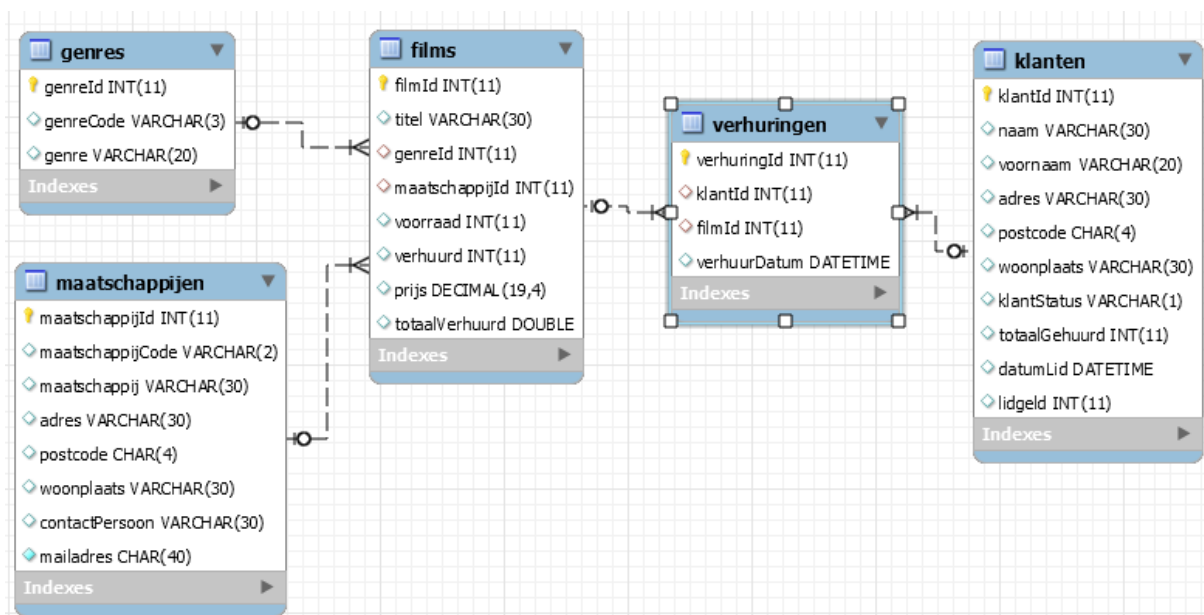 genres
genreId INT(11)
genreCode VARCHAR(3)
genre VARCHAR(20)
Indexes
maatschappijen
maatschappijId INT(11)
maatschappijCode VARCHAR(2)
maatschappij VARCHAR(30)
adres VARCHAR(30)
postcode CHAR(4)
woonplaats VARCHAR(30)
contactPersoon VARCHAR(30)
mailadres CHAR(40)
Indexes
films
filmId INT(11)
titel VARCHAR(30)
genreId INT(11)
maatschappijId INT(11)
voorraad INT(11)
verhuurd INT(11)
prijs DECIMAL(19,4)
totaalVerhuurd DOUBLE
Indexes
verhuringen
verhuringId INT(11)
klantId INT(11)
filmId INT(11)
verhuurDatum DATETIME
Indexes
klanten
klantId INT(11)
naam VARCHAR(30)
voornaam VARCHAR(20)
adres VARCHAR(30)
postcode CHAR(4)
woonplaats VARCHAR(30)
klantStatus VARCHAR(1)
totaalGehuurd INT(11)
datumLid DATETIME
lidgeld INT(11)
Indexes